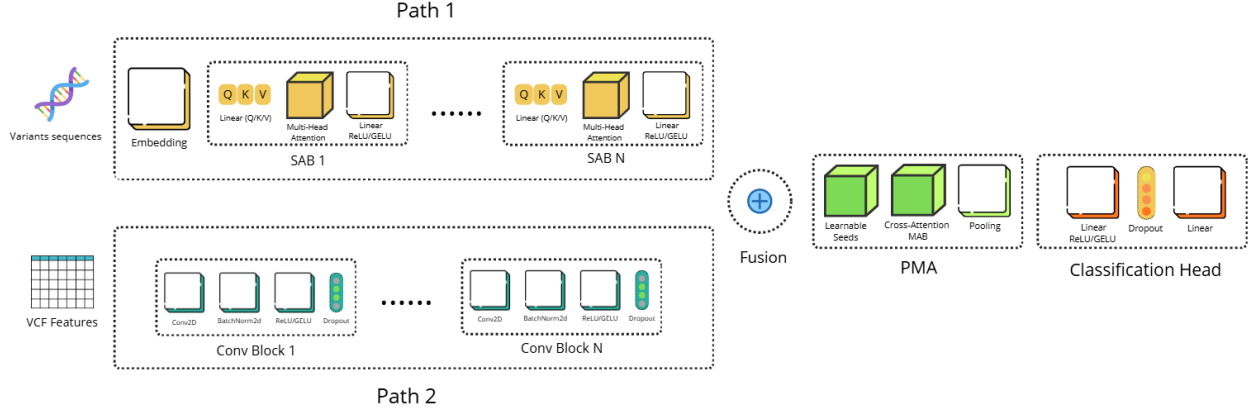 Path 1
Variants sequences
Embedding
Q K V
Linear (Q/K/V)
Multi-Head
Attention
Linear
ReLU/GELU
SAB 1
......
Q K V
Linear (Q/K/V)
Multi-Head
Attention
Linear
ReLU/GELU
SAB N
Fusion
Learnable
Seeds
Cross-Attention
MAB
Pooling
PMA
Linear
ReLU/GELU
Dropout
Linear
Classification Head
VCF Features
Conv2D
BatchNorm2d
ReLU/GELU
Dropout
Conv Block 1
......
Conv2D
BatchNorm2d
ReLU/GELU
Dropout
Conv Block N
Path 2